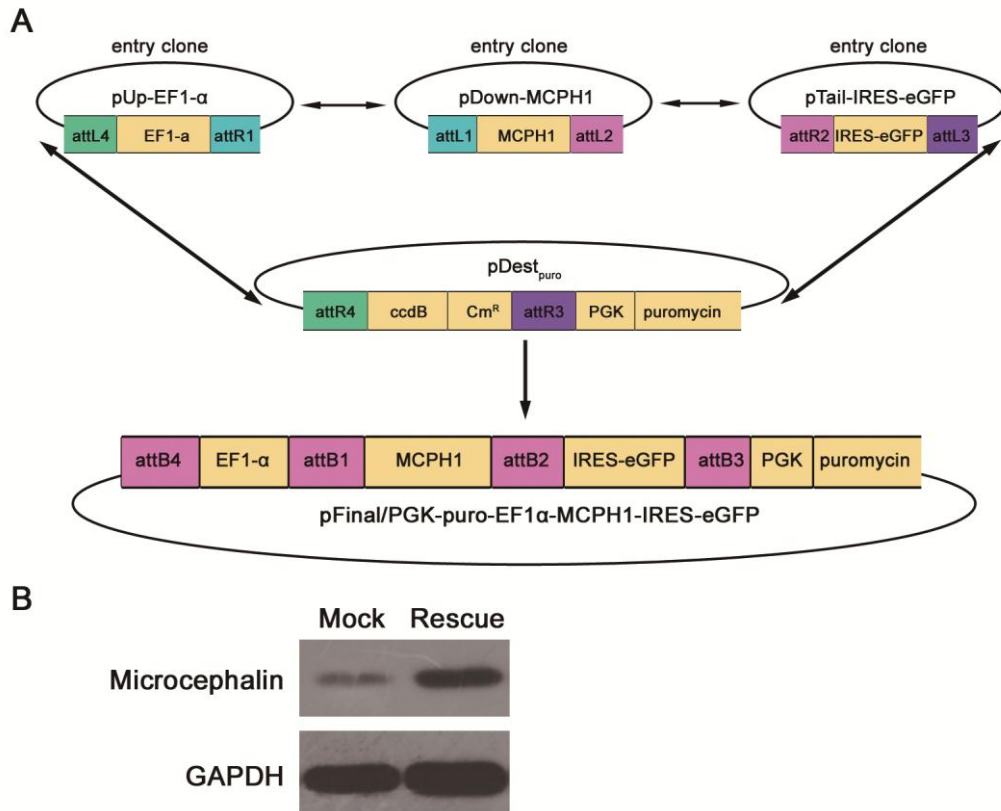 A
entry clone
entry clone
entry clone
pUp-EF1-α
pDown-MCPH1
pTail-IRES-eGFP
attL4 EF1-a attR1
attL1 MCPH1 attL2
attR2 IRES-eGFP attL3
pDestpuro
attR4 ccdB CmR attR3 PGK puromycin
attB4 EF1-α attB1 MCPH1 attB2 IRES-eGFP attB3 PGK puromycin
pFinal/PGK-puro-EF1α-MCPH1-IRES-eGFP
B
Mock Rescue
Microcephalin
GAPDH